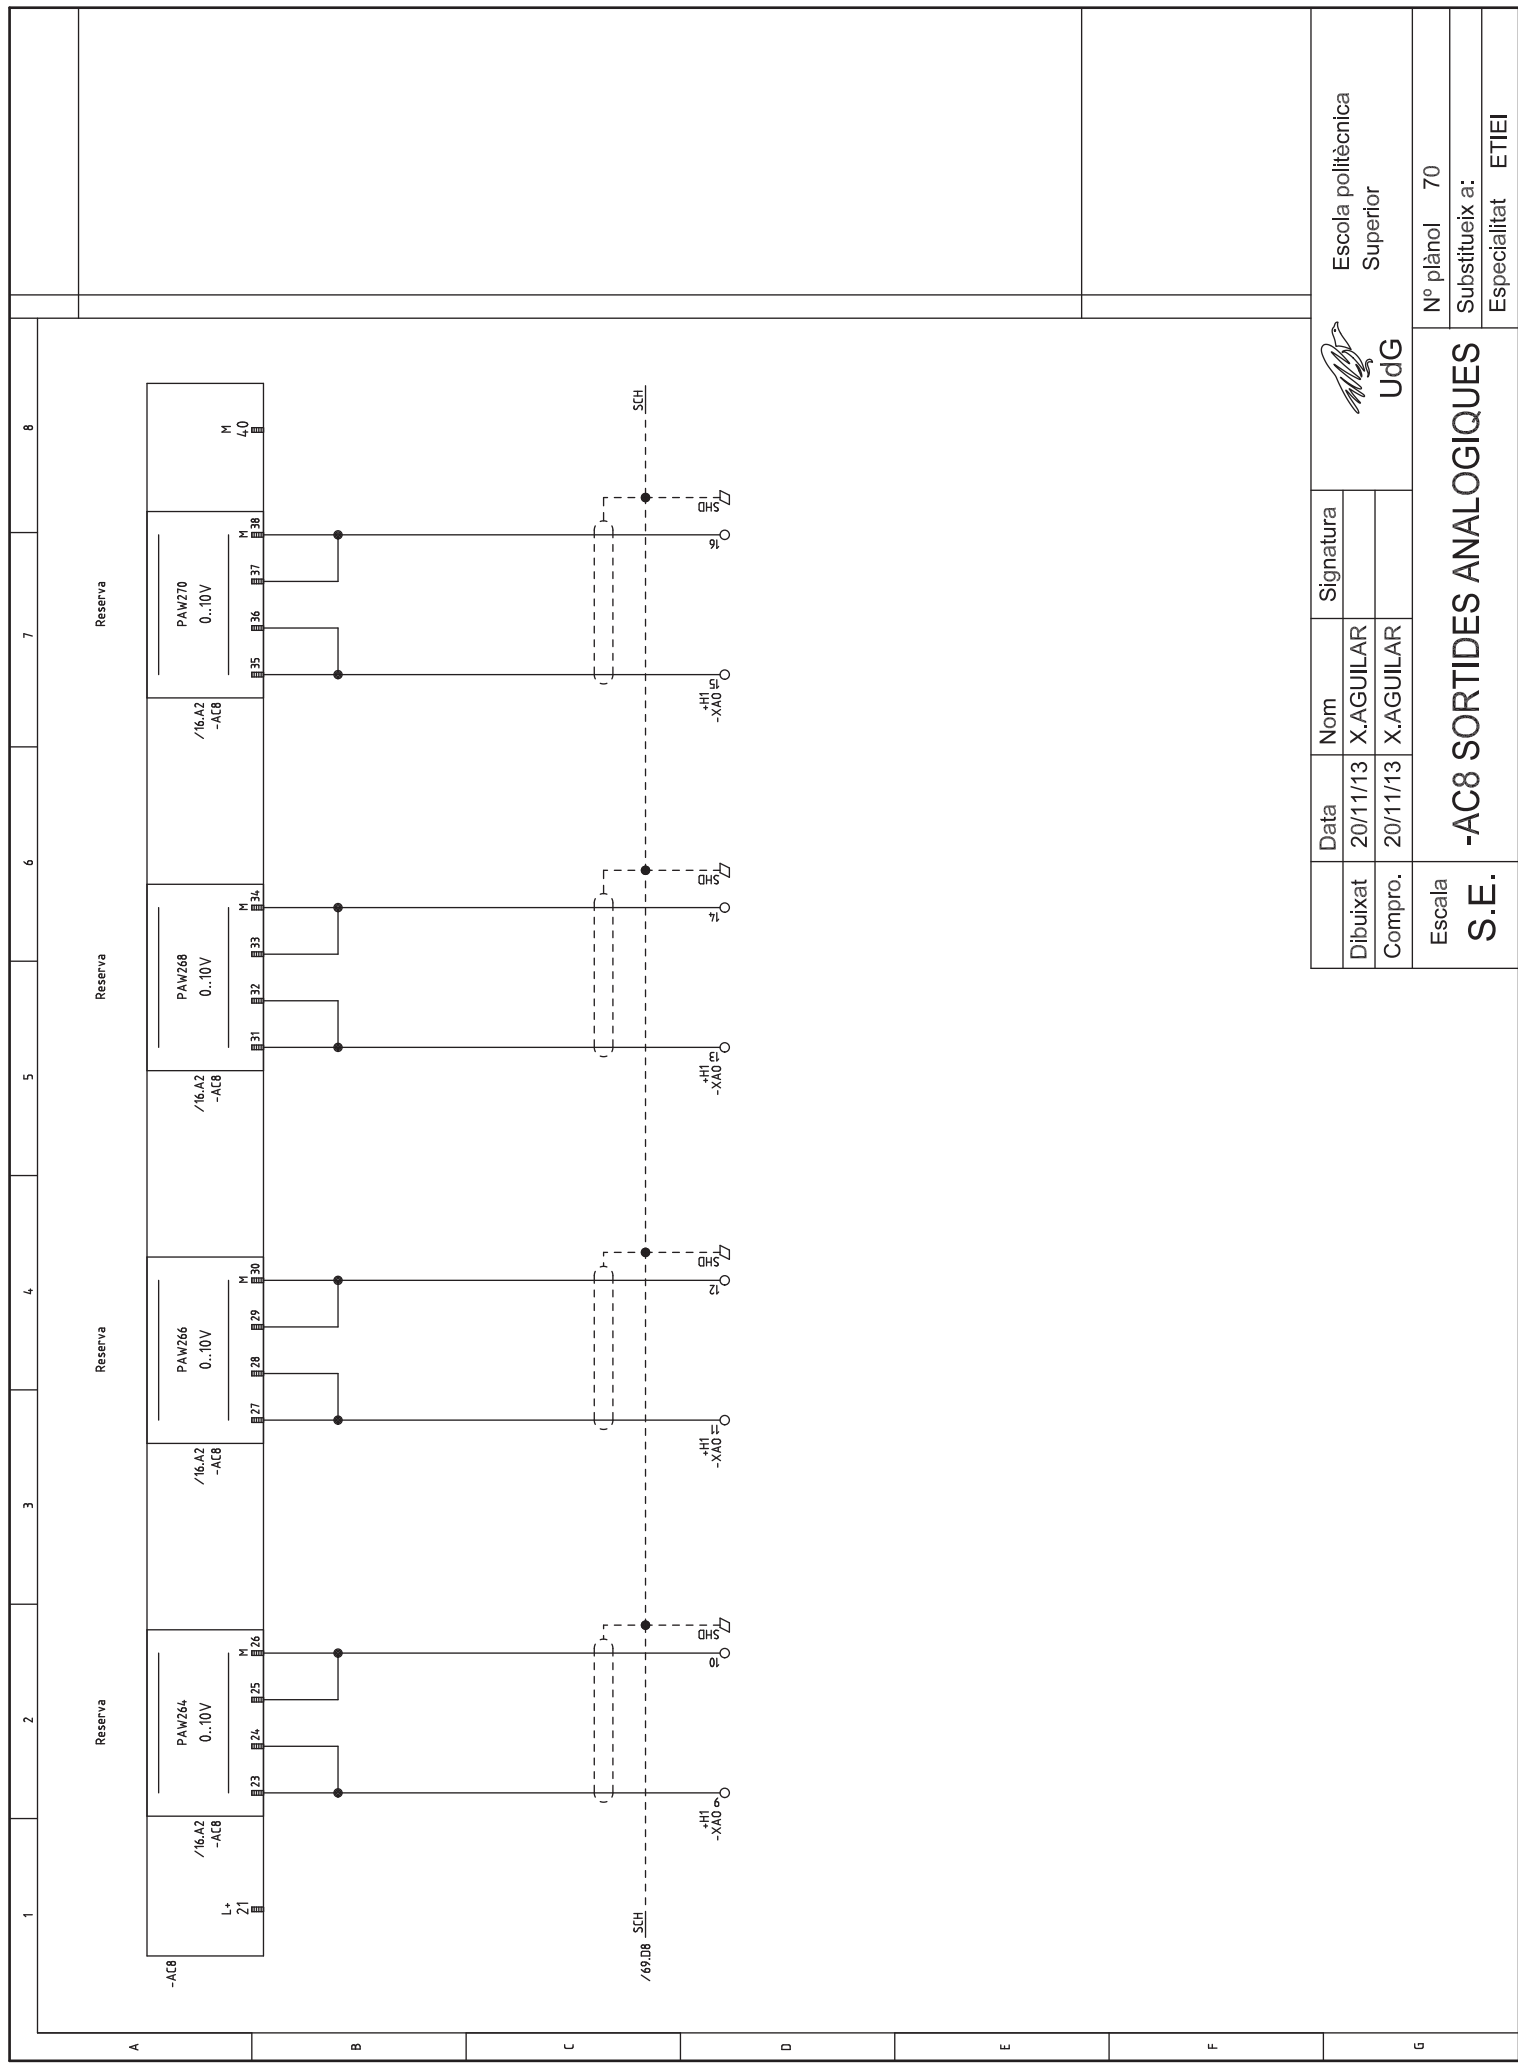 1
2
3
4
5
6
7
8
A
B
C
D
E
F
G
Reserva
Reserva
Reserva
Reserva
-AC8
L+
21
/16.A2
-AC8
PAW264
0..10V
23
24
25
M
26
/16.A2
-AC8
PAW266
0..10V
27
28
29
M
30
/16.A2
-AC8
PAW268
0..10V
31
32
33
M
34
/16.A2
-AC8
PAW270
0..10V
35
36
37
M
38
M
40
/69.D8
SCH
SCH
+H1
-XAO
9
10
SHD
+H1
-XAO
11
12
SHD
+H1
-XAO
13
14
SHD
+H1
-XAO
15
16
SHD
Data
Nom
Signatura
Dibuixat
20/11/13
X.AGUILAR
Compro.
20/11/13
X.AGUILAR
UdG
Escola politècnica
Superior
Escala
S.E.
-AC8 SORTIDES ANALOGIQUES
Nº plànol 70
Substitueix a:
Especialitat ETIEI